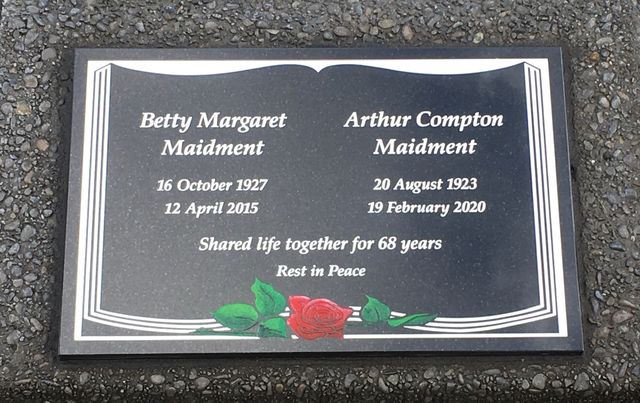 Betty Margaret
Maidment
16 October 1927
12 April 2015
Arthur Compton
Maidment
20 August 1923
19 February 2020
Shared life together for 68 years
Rest in Peace